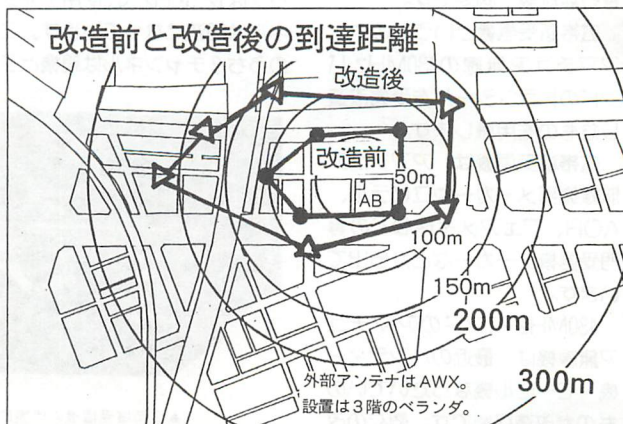 改造前と改造後の到達距離
改造後
改造前
50m
AB
100m
150m
200m
300m
外部アンテナはAWX。
設置は3階のベランダ。